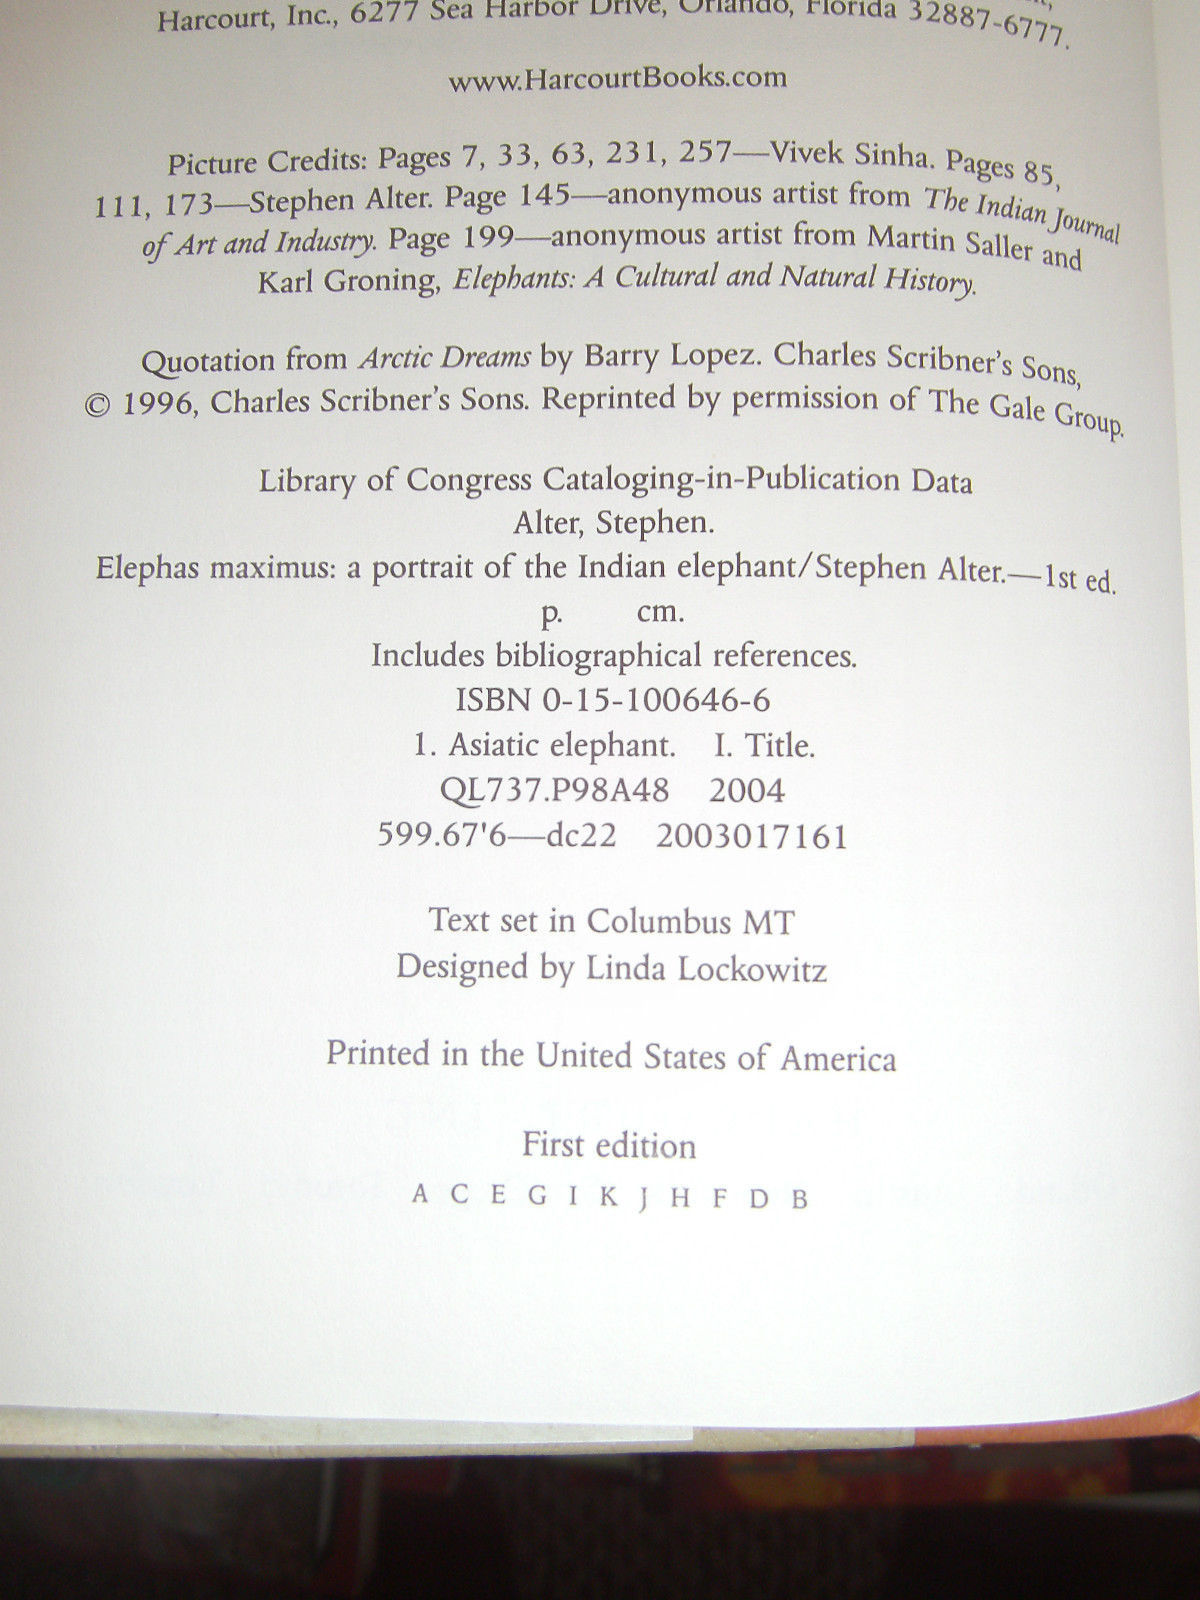 Harcourt, Inc., 6277 Sea Harbor Drive, Orlando, Florida 32887-6777.
www.HarcourtBooks.com
Picture Credits: Pages 7, 33, 63, 231, 257—Vivek Sinha. Pages 85,
111, 173—Stephen Alter. Page 145—anonymous artist from The Indian Journal
of Art and Industry. Page 199—anonymous artist from Martin Saller and
Karl Groning, Elephants: A Cultural and Natural History.
Quotation from Arctic Dreams by Barry Lopez. Charles Scribner's Sons,
© 1996, Charles Scribner's Sons. Reprinted by permission of The Gale Group.
Library of Congress Cataloging-in-Publication Data
Alter, Stephen.
Elephas maximus: a portrait of the Indian elephant/Stephen Alter.—1st ed.
p. cm.
Includes bibliographical references.
ISBN 0-15-100646-6
1. Asiatic elephant. I. Title.
QL737.P98A48 2004
599.67'6—dc22 2003017161
Text set in Columbus MT
Designed by Linda Lockowitz
Printed in the United States of America
First edition
A C E G I K J H F D B